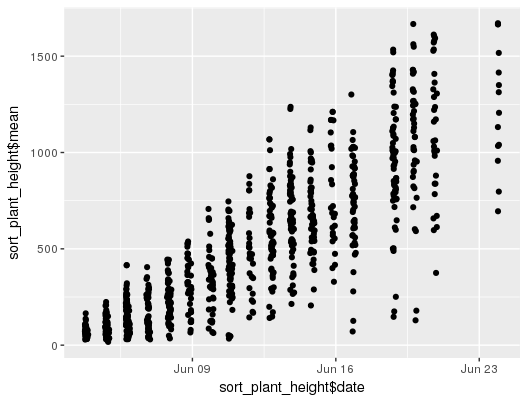 sort_plant_height$mean
1500
1000
500
0
Jun 09
Jun 16
Jun 23
sort_plant_height$date